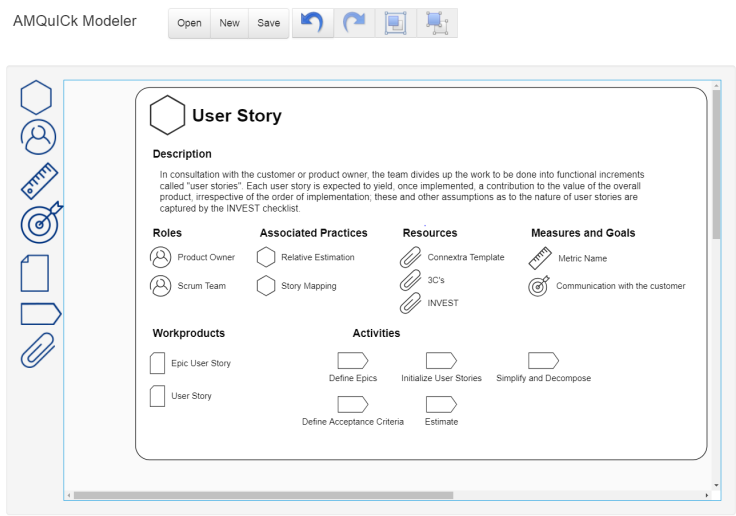 AMQuICk Modeler
Open New Save
User Story
Description
In consultation with the customer or product owner, the team divides up the work to be done into functional increments
called "user stories". Each user story is expected to yield, once implemented, a contribution to the value of the overall
product, irrespective of the order of implementation; these and other assumptions as to the nature of user stories are
captured by the INVEST checklist.
Roles Associated Practices Resources Measures and Goals
Product Owner Relative Estimation Connextra Template Metric Name
Scrum Team Story Mapping 3C's Communication with the customer
INVEST
Workproducts Activities
Epic User Story
Define Epics Initialize User Stories Simplify and Decompose
User Story
Define Acceptance Criteria Estimate